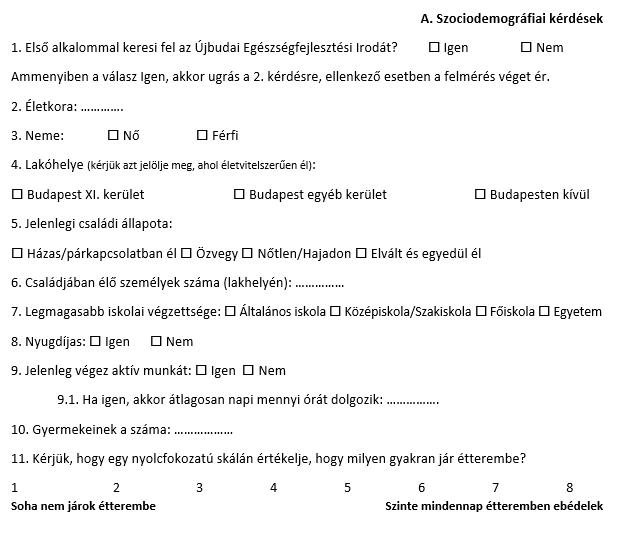 A. Szociodemográfiai kérdések
1. Első alkalommal keresi fel az Újbudai Egészségfejlesztési Irodát? ☐ Igen ☐ Nem
Ammenyiben a válasz Igen, akkor ugrás a 2. kérdésre, ellenkező esetben a felmérés véget ér.
2. Életkora: ………….
3. Neme: ☐ Nő ☐ Férfi
4. Lakóhelye (kérjük azt jelölje meg, ahol életvitelszerűen él):
☐ Budapest XI. kerület ☐ Budapest egyéb kerület ☐ Budapesten kívül
5. Jelenlegi családi állapota:
☐ Házas/párkapcsolatban él ☐ Özvegy ☐ Nőtlen/Hajadon ☐ Elvált és egyedül él
6. Családjában élő személyek száma (lakhelyén): ……………
7. Legmagasabb iskolai végzettsége: ☐ Általános iskola ☐ Középiskola/Szakiskola ☐ Főiskola ☐ Egyetem
8. Nyugdíjas: ☐ Igen ☐ Nem
9. Jelenleg végez aktív munkát: ☐ Igen ☐ Nem
9.1. Ha igen, akkor átlagosan napi mennyi órát dolgozik: …………….
10. Gyermekeinek a száma: ………………
11. Kérjük, hogy egy nyolcfokozatú skálán értékelje, hogy milyen gyakran jár étterembe?
1 2 3 4 5 6 7 8
Soha nem járok étterembe Szinte mindennap étteremben ebédelek